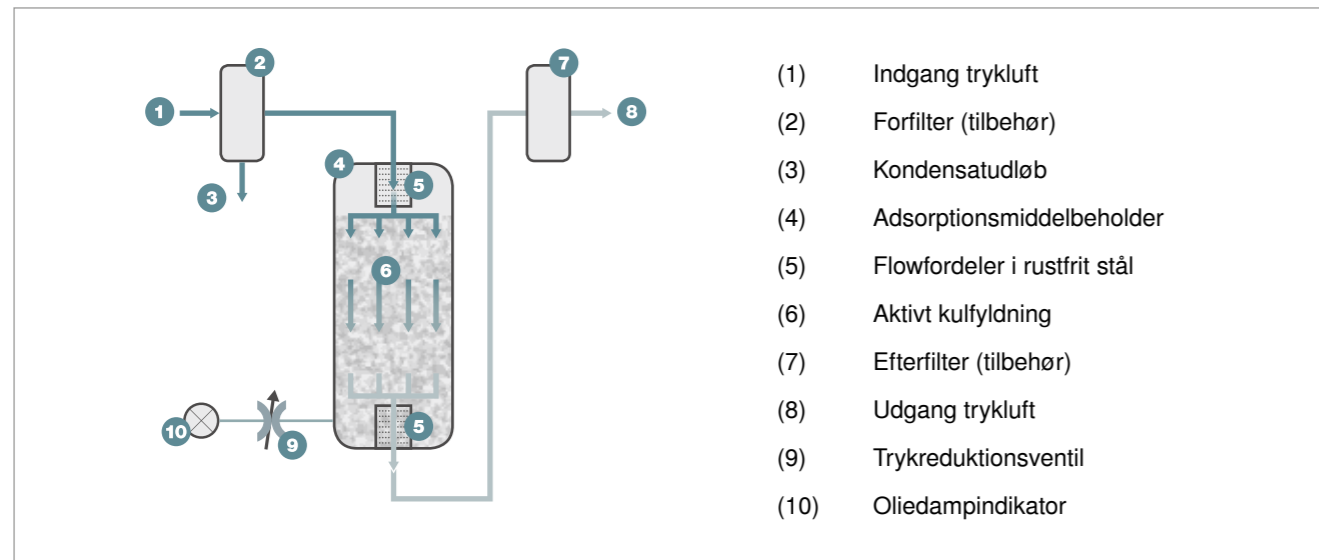 1
2
3
4
5
6
5
7
8
9
10
(1) Indgang trykluft
(2) Forfilter (tilbehør)
(3) Kondensatudløb
(4) Adsorptionsmiddelbeholder
(5) Flowfordeler i rustfrit stål
(6) Aktivt kulfyldning
(7) Efterfilter (tilbehør)
(8) Udgang trykluft
(9) Trykreduktionsventil
(10) Oliedampindikator